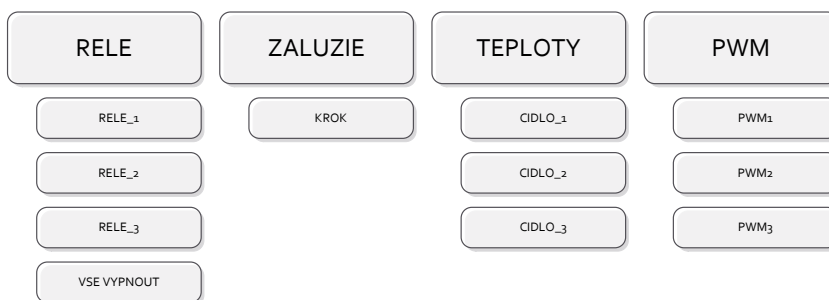 RELE
ZALUZIE
TEPLOTY
PWM
RELE_1
KROK
CIDLO_1
PWM1
RELE_2
CIDLO_2
PWM2
RELE_3
CIDLO_3
PWM3
VSE VYPNOUT